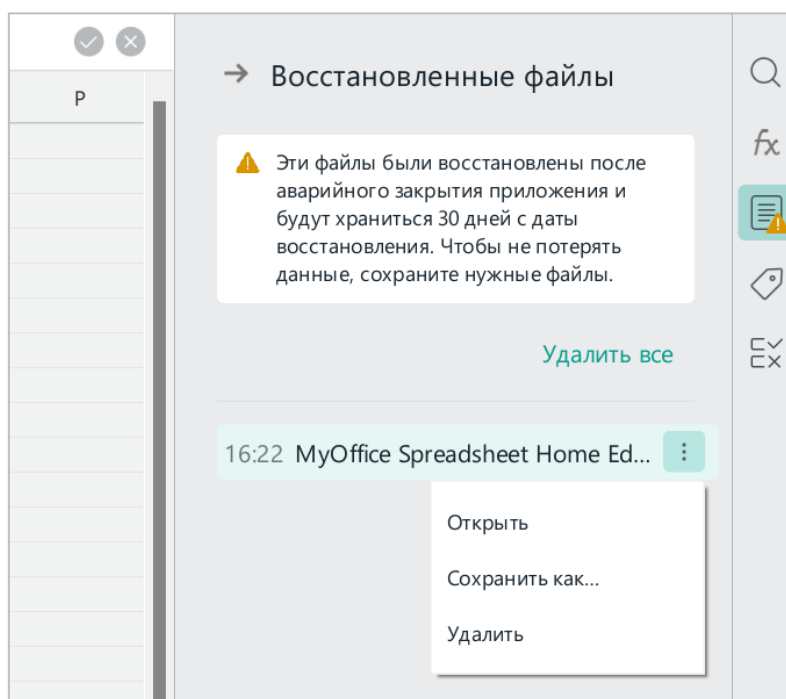 P
Восстановленные файлы
Эти файлы были восстановлены после
аварийного закрытия приложения и
будут храниться 30 дней с даты
восстановления. Чтобы не потерять
данные, сохраните нужные файлы.
Удалить все
16:22 MyOffice Spreadsheet Home Ed...
Открыть
Сохранить как...
Удалить
fx